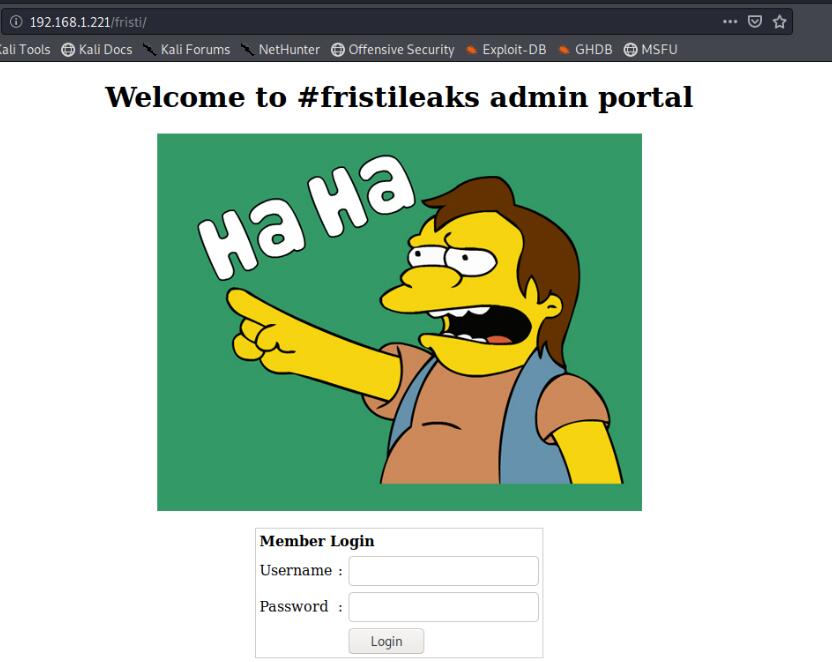 192.168.1.221/fristi/
ali Tools Kali Docs Kali Forums NetHunter Offensive Security Exploit-DB GHDB MSFU
Welcome to #fristileaks admin portal
Ha Ha
Member Login
Username :
Password :
Login